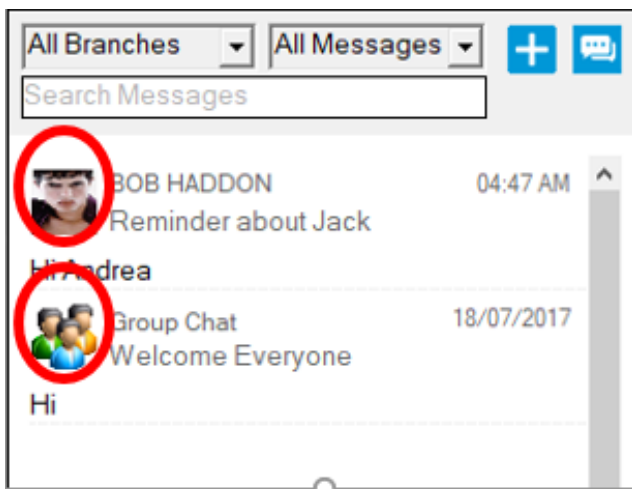 All Branches All Messages
Search Messages
BOB HADDON 04:47 AM
Reminder about Jack
Hi Andrea
Group Chat 18/07/2017
Welcome Everyone
Hi